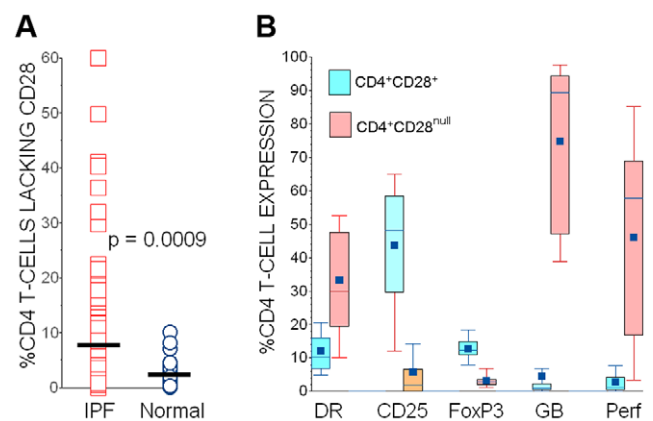 A
%CD4 T-CELLS LACKING CD28
60
50
40
30
20
10
0
p = 0.0009
IPF Normal
B
%CD4 T-CELL EXPRESSION
100
90
80
70
60
50
40
30
20
10
0
CD4⁺CD28⁺
CD4⁺CD28ⁿᵘˡˡ
DR CD25 FoxP3 GB Perf